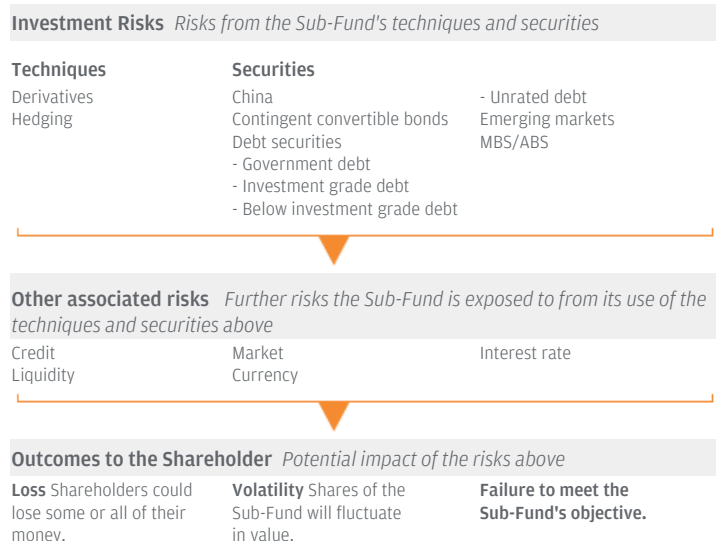 Investment Risks Risks from the Sub-Fund's techniques and securities
Techniques
Derivatives
Hedging
Securities
China
Contingent convertible bonds
Debt securities
- Government debt
- Investment grade debt
- Below investment grade debt
- Unrated debt
Emerging markets
MBS/ABS
Other associated risks Further risks the Sub-Fund is exposed to from its use of the
techniques and securities above
Credit
Liquidity
Market
Currency
Interest rate
Outcomes to the Shareholder Potential impact of the risks above
Loss Shareholders could
lose some or all of their
money.
Volatility Shares of the
Sub-Fund will fluctuate
in value.
Failure to meet the
Sub-Fund's objective.